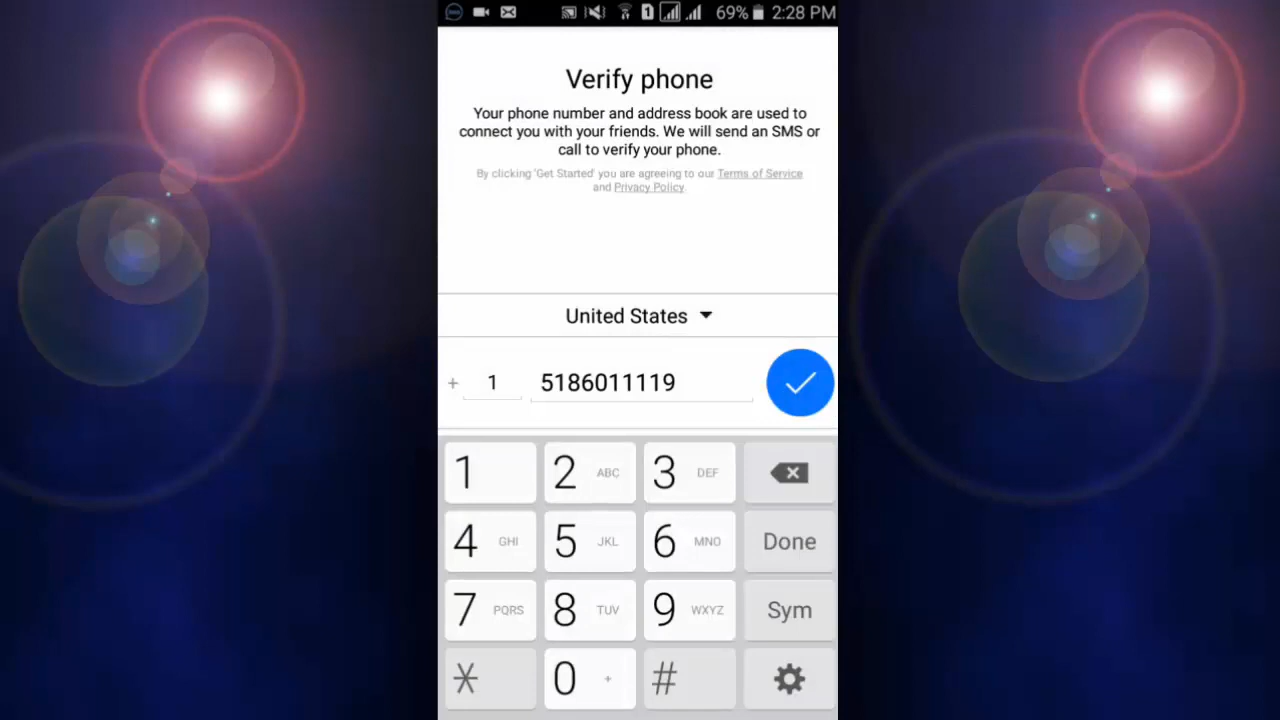 1 69% 2:28 PM
Verify phone
Your phone number and address book are used to
connect you with your friends. We will send an SMS or
call to verify your phone.
By clicking 'Get Started' you are agreeing to our Terms of Service
and Privacy Policy.
United States
+ 1 5186011119
1 2 ABC 3 DEF
4 GHI 5 JKL 6 MNO Done
7 PQRS 8 TUV 9 WXYZ Sym
* 0 + #